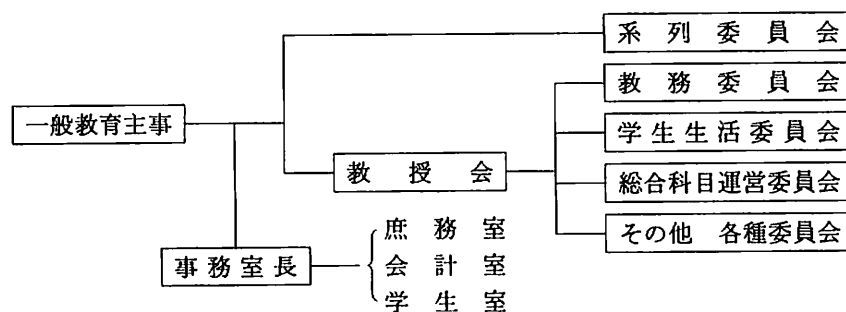 系列委員会
教務委員会
一般教育主事
学生生活委員会
教授会
総合科目運営委員会
庶務室
その他 各種委員会
事務室長
会計室
学生室